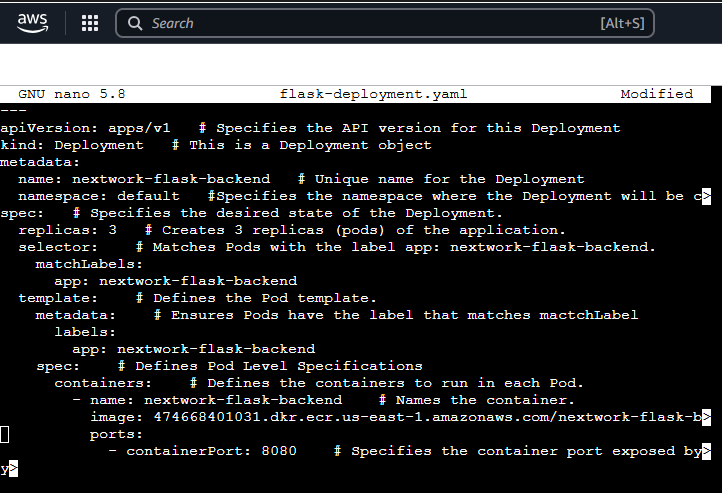 aws
Search [Alt+S]
GNU nano 5.8 flask-deployment.yaml Modified
---
apiVersion: apps/v1 # Specifies the API version for this Deployment
kind: Deployment # This is a Deployment object
metadata:
name: nextwork-flask-backend # Unique name for the Deployment
namespace: default #Specifies the namespace where the Deployment will be c>
spec: # Specifies the desired state of the Deployment.
replicas: 3 # Creates 3 replicas (pods) of the application.
selector: # Matches Pods with the label app: nextwork-flask-backend.
matchLabels:
app: nextwork-flask-backend
template: # Defines the Pod template.
metadata: # Ensures Pods have the label that matches mactchLabel
labels:
app: nextwork-flask-backend
spec: # Defines Pod Level Specifications
containers: # Defines the containers to run in each Pod.
- name: nextwork-flask-backend # Names the container.
image: 474668401031.dkr.ecr.us-east-1.amazonaws.com/nextwork-flask-b>
ports:
- containerPort: 8080 # Specifies the container port exposed by>
y>